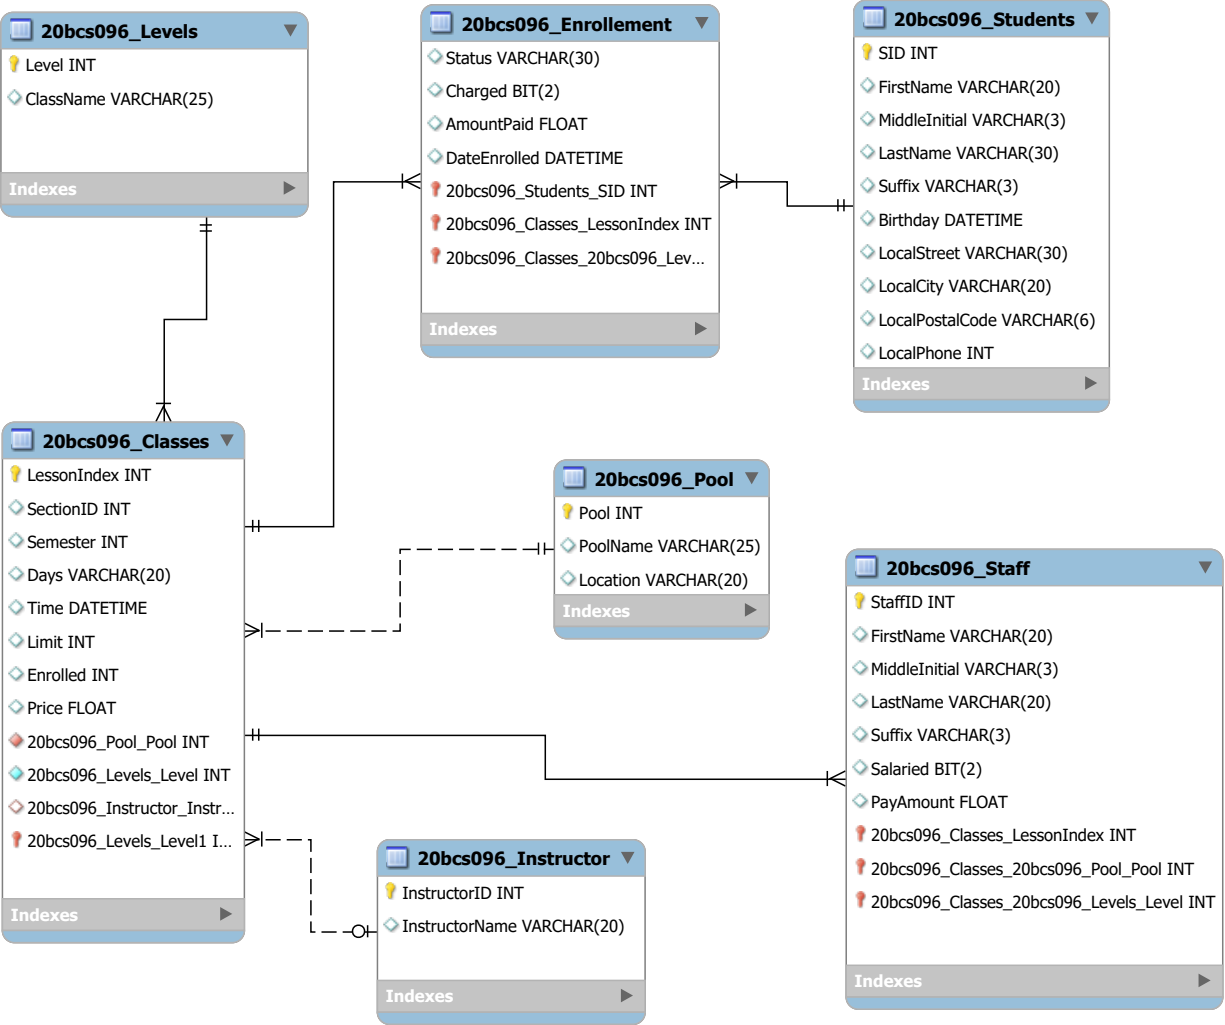 20bcs096_Levels
Level INT
ClassName VARCHAR(25)
Indexes
20bcs096_Enrollement
Status VARCHAR(30)
Charged BIT(2)
AmountPaid FLOAT
DateEnrolled DATETIME
20bcs096_Students_SID INT
20bcs096_Classes_LessonIndex INT
20bcs096_Classes_20bcs096_Lev...
Indexes
20bcs096_Students
SID INT
FirstName VARCHAR(20)
MiddleInitial VARCHAR(3)
LastName VARCHAR(30)
Suffix VARCHAR(3)
Birthday DATETIME
LocalStreet VARCHAR(30)
LocalCity VARCHAR(20)
LocalPostalCode VARCHAR(6)
LocalPhone INT
Indexes
20bcs096_Classes
LessonIndex INT
SectionID INT
Semester INT
Days VARCHAR(20)
Time DATETIME
Limit INT
Enrolled INT
Price FLOAT
20bcs096_Pool_Pool INT
20bcs096_Levels_Level INT
20bcs096_Instructor_Instr...
20bcs096_Levels_Level1 I...
Indexes
20bcs096_Pool
Pool INT
PoolName VARCHAR(25)
Location VARCHAR(20)
Indexes
20bcs096_Staff
StaffID INT
FirstName VARCHAR(20)
MiddleInitial VARCHAR(3)
LastName VARCHAR(20)
Suffix VARCHAR(3)
Salaried BIT(2)
PayAmount FLOAT
20bcs096_Classes_LessonIndex INT
20bcs096_Classes_20bcs096_Pool_Pool INT
20bcs096_Classes_20bcs096_Levels_Level INT
Indexes
20bcs096_Instructor
InstructorID INT
InstructorName VARCHAR(20)
Indexes